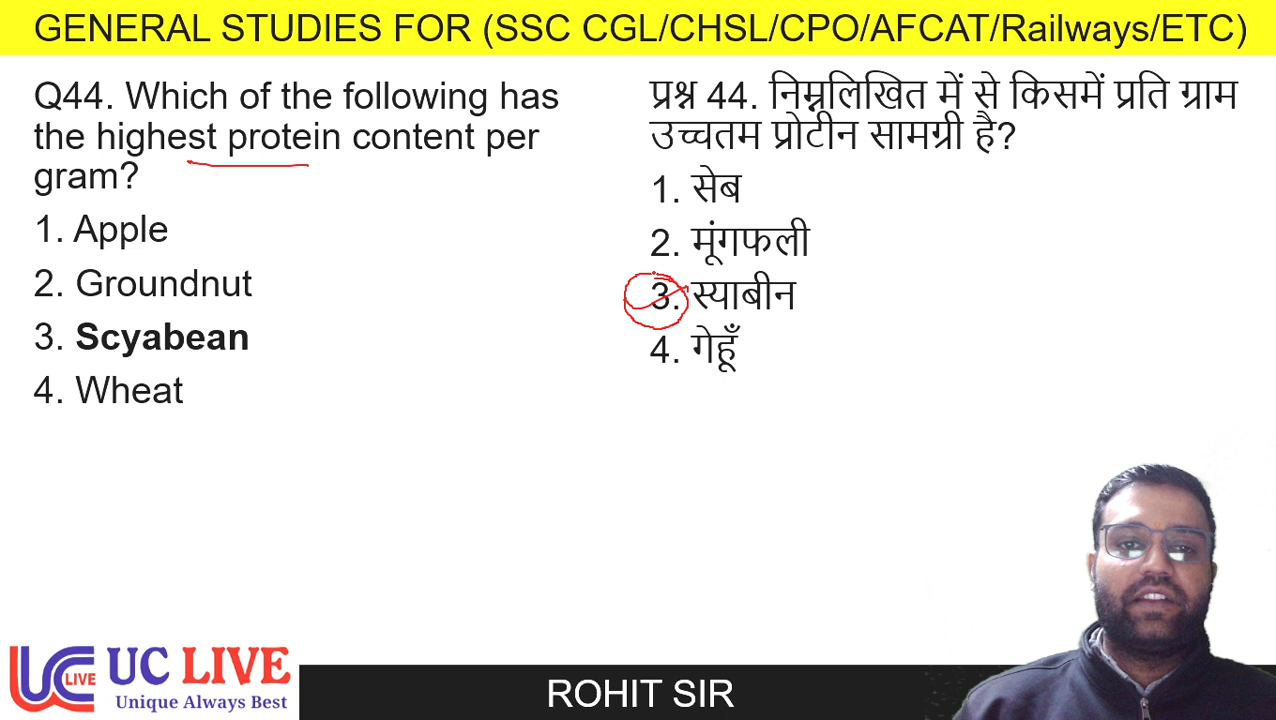 GENERAL STUDIES FOR (SSC CGL/CHSL/CPO/AFCAT/Railways/ETC)
Q44. Which of the following has
the highest protein content per
gram?
1. Apple
2. Groundnut
3. Scyabean
4. Wheat
प्रश्न 44. निम्नलिखित में से किसमें प्रति ग्राम
उच्चतम प्रोटीन सामग्री है?
1. सेब
2. मूंगफली
3. स्याबीन
4. गेहूँ
UC LIVE
LIVE
Unique Always Best
ROHIT SIR